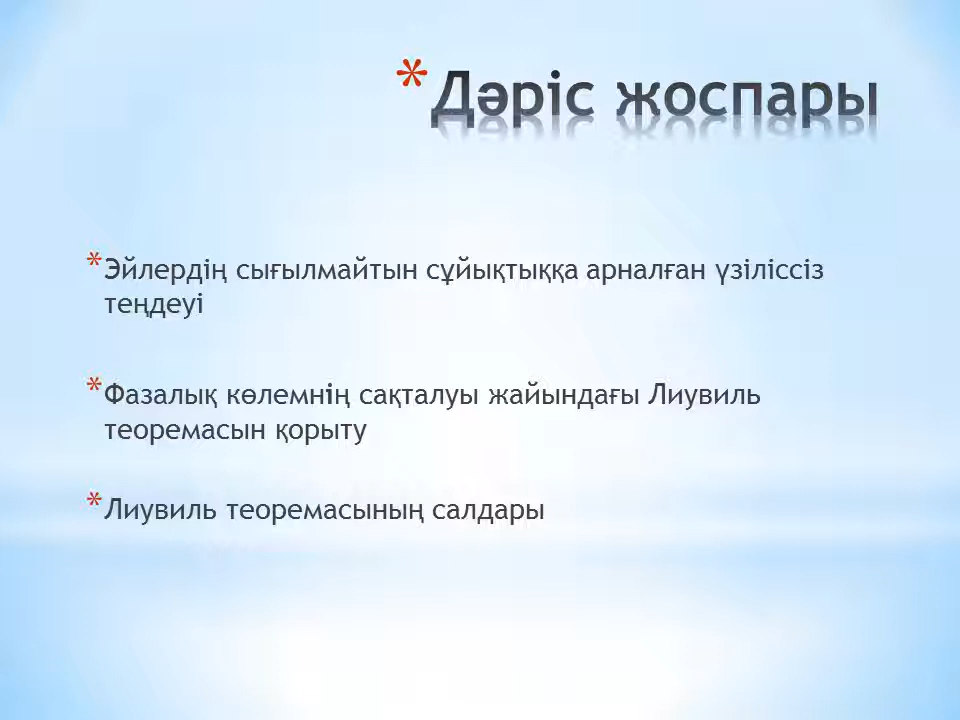 * Дәріс жоспары
* Эйлердің сығылмайтын сұйықтыққа арналған үзіліссіз
теңдеуі
* Фазалық көлемнің сақталуы жайындағы Лиувиль
теоремасын қорыту
* Лиувиль теоремасының салдары